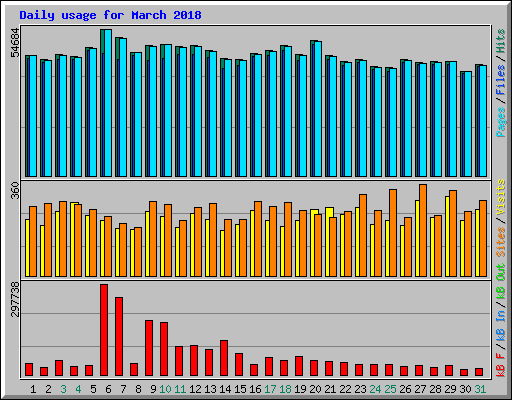 Daily usage for March 2018
54684
Pages / Files / Hits
360
kB F / kB In / kB Out Sites / Visits
297738
1 2 3 4 5 6 7 8 9 10 11 12 13 14 15 16 17 18 19 20 21 22 23 24 25 26 27 28 29 30 31